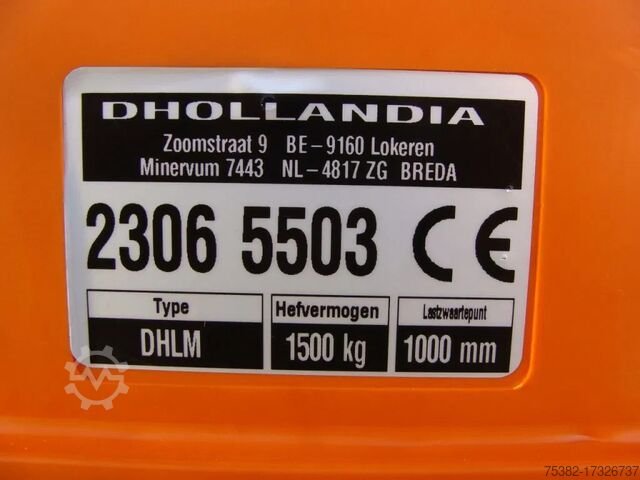 DHOLLANDIA
Zoomstraat 9 BE-9160 Lokeren
Minervum 7443 NL-4817 ZG BREDA
2306 5503 CE
Type Hefvermogen Lastzwaartepunt
DHLM 1500 kg 1000 mm
75382-17326737